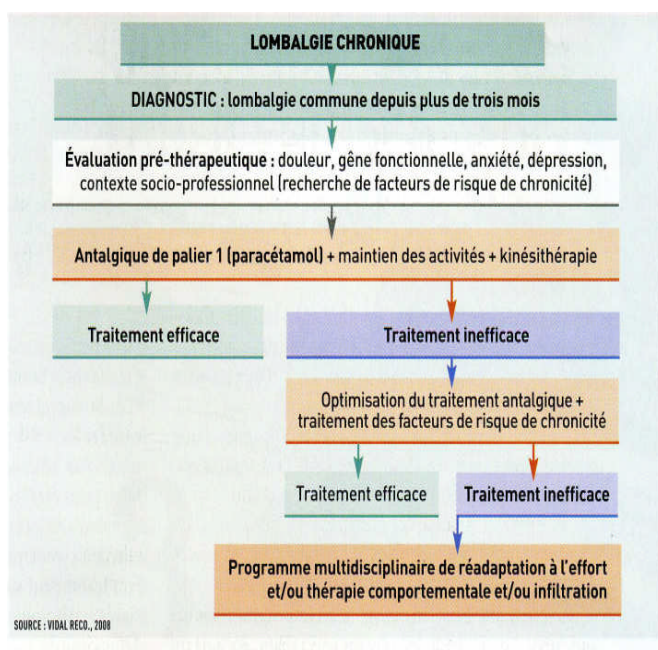 LOMBALGIE CHRONIQUE
DIAGNOSTIC : lombalgie commune depuis plus de trois mois
Évaluation pré-thérapeutique : douleur, gêne fonctionnelle, anxiété, dépression,
contexte socio-professionnel (recherche de facteurs de risque de chronicité)
Antalgique de palier 1 (paracétamol) + maintien des activités + kinésithérapie
Traitement efficace
Traitement inefficace
Optimisation du traitement antalgique +
traitement des facteurs de risque de chronicité
Traitement efficace
Traitement inefficace
Programme multidisciplinaire de réadaptation à l'effort
et/ou thérapie comportementale et/ou infiltration
SOURCE : VIDAL RECO., 2008